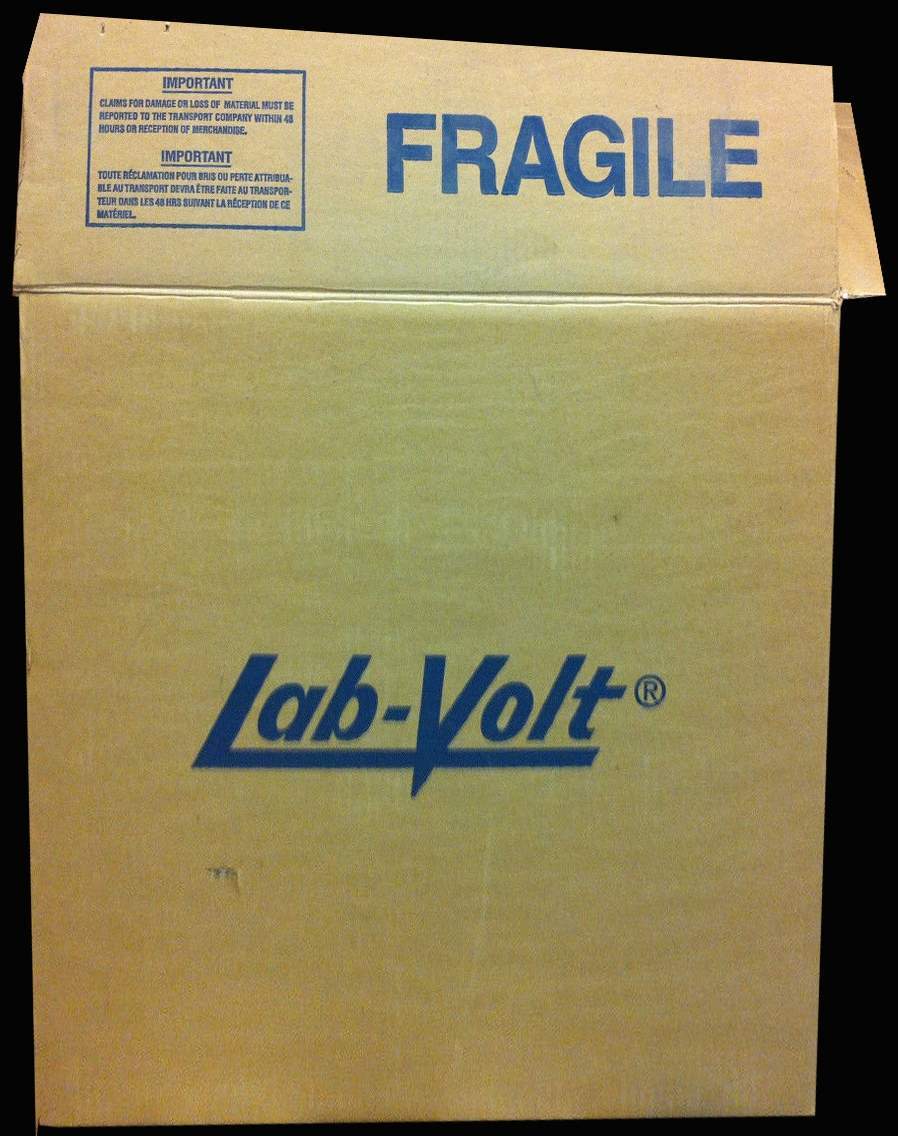 IMPORTANT
CLAIMS FOR DAMAGE OR LOSS OF MATERIAL MUST BE
REPORTED TO THE TRANSPORT COMPANY WITHIN 48
HOURS OR RECEPTION OF MERCHANDISE.
IMPORTANT
TOUTE RÉCLAMATION POUR BRIS OU PERTE ATTRIBUA-
BLE AU TRANSPORT DEVRA ÊTRE FAITE AU TRANSPOR-
TEUR DANS LES 48 HRS SUIVANT LA RÉCEPTION DE CE
MATÉRIEL.
FRAGILE
Lab-Volt®